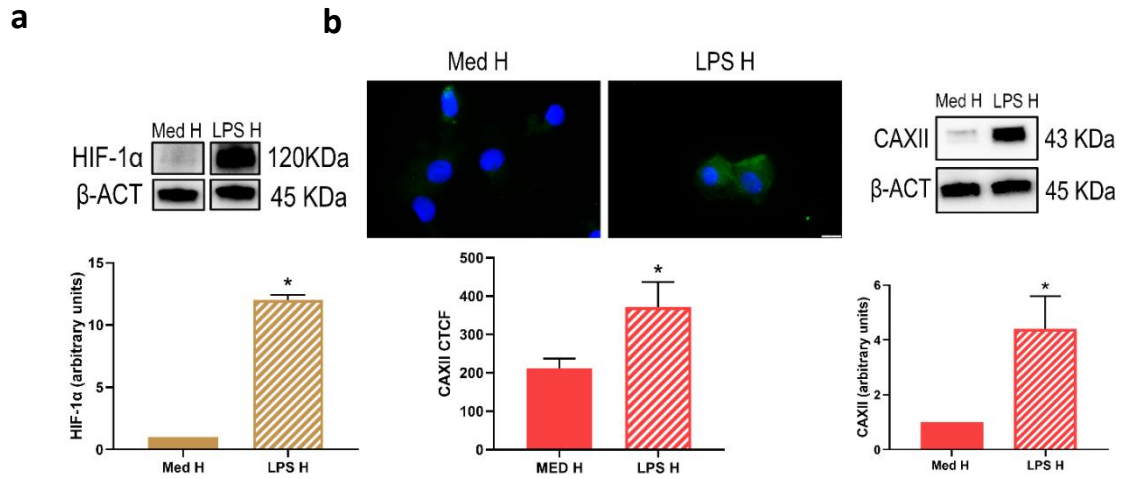 a
b
Med H LPS H
HIF-1α 120KDa
β-ACT 45 KDa
Med H
LPS H
Med H LPS H
CAXII 43 KDa
β-ACT 45 KDa
HIF-1α (arbitrary units)
15
10
5
0
*
Med H LPS H
CAXII CTCF
500
400
300
200
100
0
*
MED H LPS H
CAXII (arbitrary units)
6
4
2
0
*
Med H LPS H